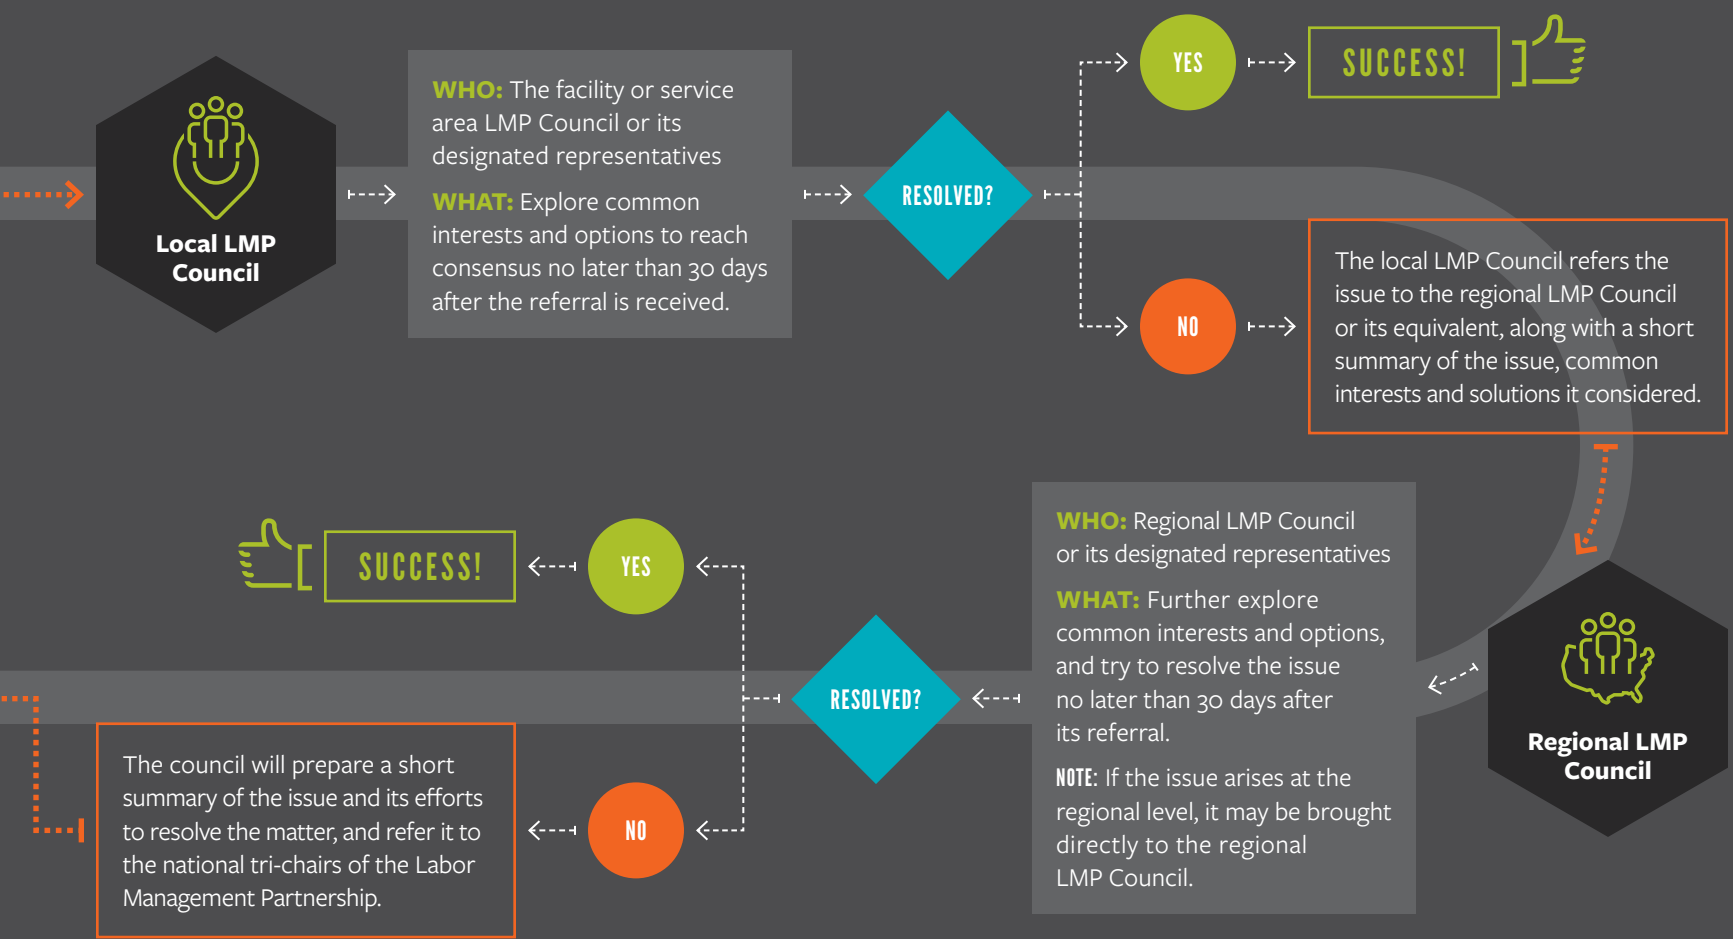 Local LMP
Council
WHO: The facility or service
area LMP Council or its
designated representatives
WHAT: Explore common
interests and options to reach
consensus no later than 30 days
after the referral is received.
RESOLVED?
YES
SUCCESS!
NO
The local LMP Council refers the
issue to the regional LMP Council
or its equivalent, along with a short
summary of the issue, common
interests and solutions it considered.
Regional LMP
Council
WHO: Regional LMP Council
or its designated representatives
WHAT: Further explore
common interests and options,
and try to resolve the issue
no later than 30 days after
its referral.
NOTE: If the issue arises at the
regional level, it may be brought
directly to the regional
LMP Council.
RESOLVED?
YES
SUCCESS!
NO
The council will prepare a short
summary of the issue and its efforts
to resolve the matter, and refer it to
the national tri-chairs of the Labor
Management Partnership.